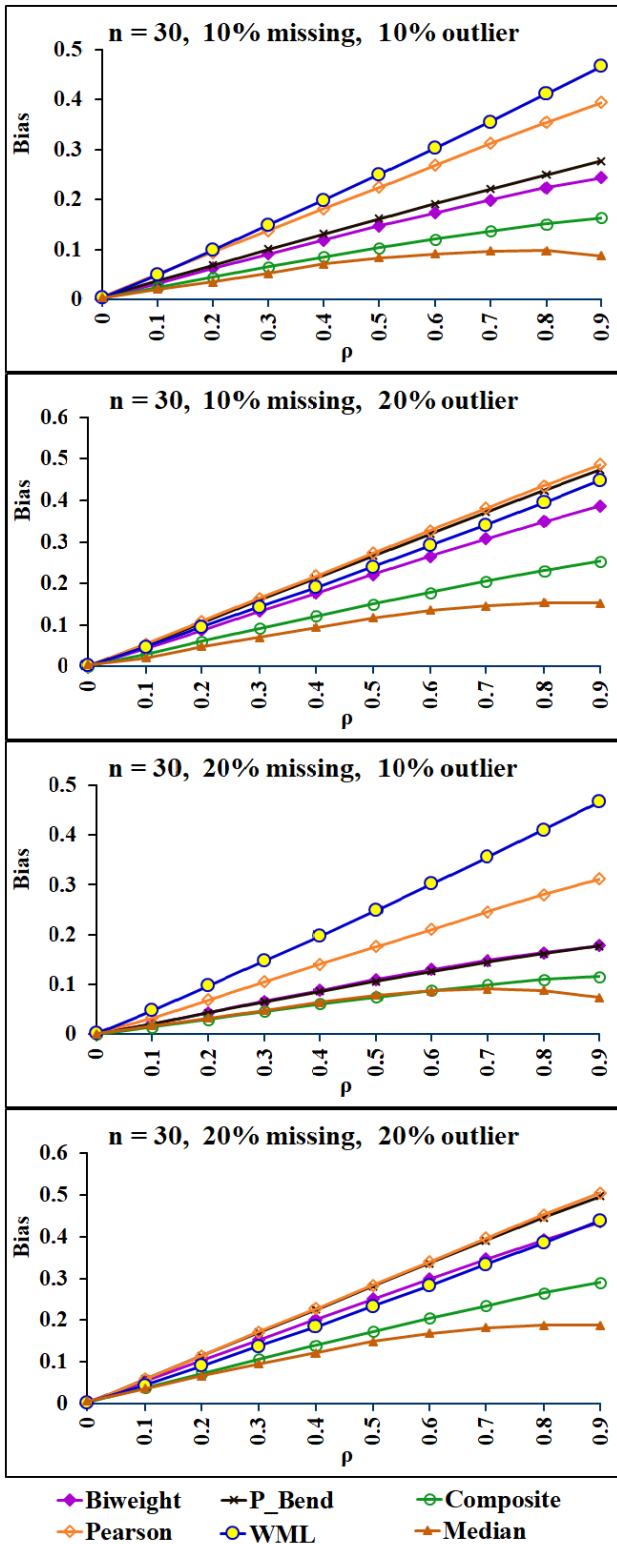 n = 30, 10% missing, 10% outlier
0.5
0.4
0.3
0.2
0.1
0
Bias
0 0.1 0.2 0.3 0.4 0.5 0.6 0.7 0.8 0.9
ρ
n = 30, 10% missing, 20% outlier
0.6
0.5
0.4
0.3
0.2
0.1
0
Bias
0 0.1 0.2 0.3 0.4 0.5 0.6 0.7 0.8 0.9
ρ
n = 30, 20% missing, 10% outlier
0.5
0.4
0.3
0.2
0.1
0
Bias
0 0.1 0.2 0.3 0.4 0.5 0.6 0.7 0.8 0.9
ρ
n = 30, 20% missing, 20% outlier
0.6
0.5
0.4
0.3
0.2
0.1
0
Bias
0 0.1 0.2 0.3 0.4 0.5 0.6 0.7 0.8 0.9
ρ
Biweight P_Bend Composite
Pearson WML Median